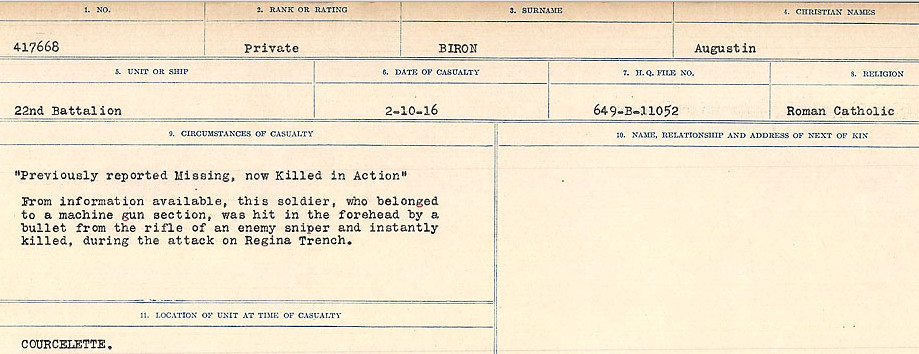 1. NO. 2. RANK OR RATING 3. SURNAME 4. CHRISTIAN NAMES
417668 Private BIRON Augustin
5. UNIT OR SHIP 6. DATE OF CASUALTY 7. H.Q. FILE NO. 8. RELIGION
22nd Battalion 2-10-16 649-B-11052 Roman Catholic
9. CIRCUMSTANCES OF CASUALTY
"Previously reported Missing, now Killed in Action"
From information available, this soldier, who belonged
to a machine gun section, was hit in the forehead by a
bullet from the rifle of an enemy sniper and instantly
killed, during the attack on Regina Trench.
10. NAME, RELATIONSHIP AND ADDRESS OF NEXT OF KIN
11. LOCATION OF UNIT AT TIME OF CASUALTY
COURCELETTE.